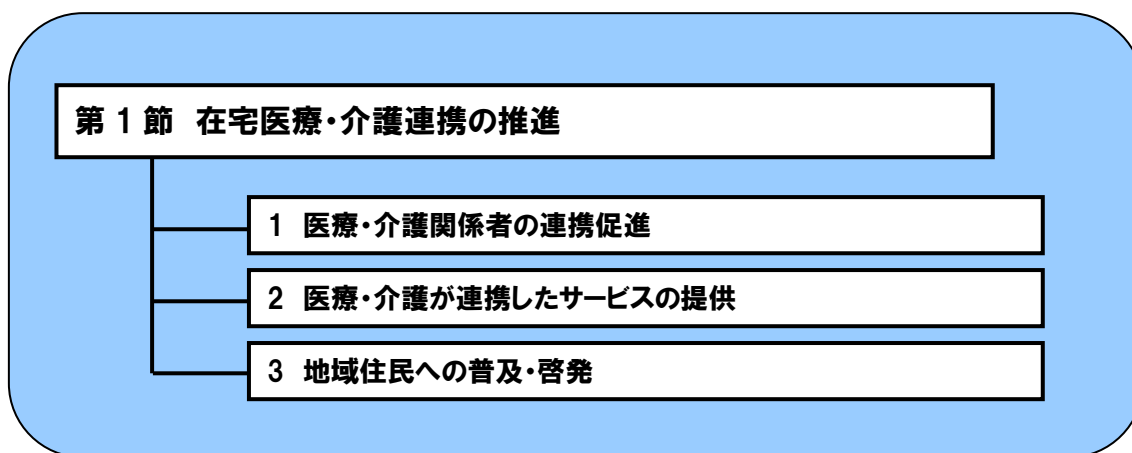 第 1 節 在宅医療・介護連携の推進
1 医療・介護関係者の連携促進
2 医療・介護が連携したサービスの提供
3 地域住民への普及・啓発